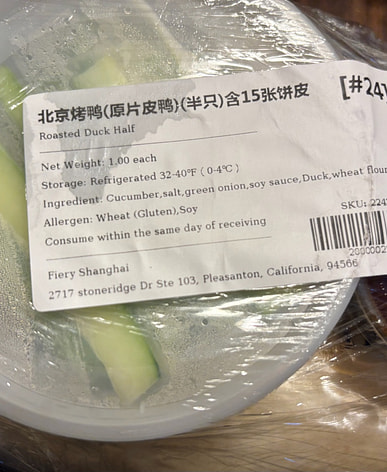 北京烤鸭(原片皮鸭)(半只)含15张饼皮
[#241
Roasted Duck Half
Net Weight: 1.00 each
Storage: Refrigerated 32-40°F ( 0-4℃ )
Ingredient: Cucumber,salt,green onion,soy sauce,Duck,wheat flour
Allergen: Wheat (Gluten),Soy
SKU: 224
Consume within the same day of receiving
2000002
Fiery Shanghai
2717 stoneridge Dr Ste 103, Pleasanton, California, 94566